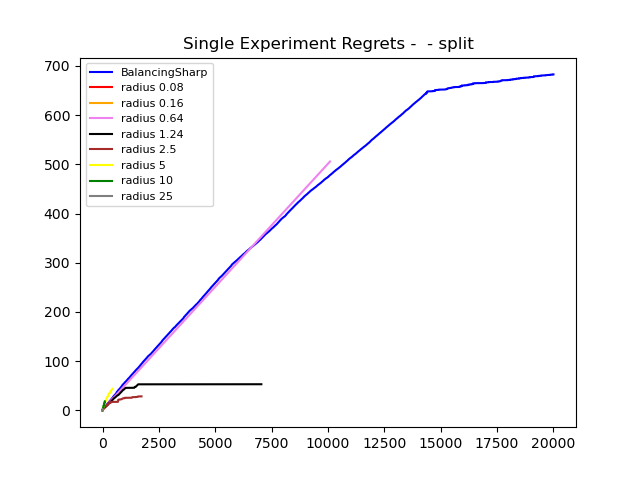 Single Experiment Regrets -  - split
700
600
500
400
300
200
100
0
BalancingSharp
radius 0.08
radius 0.16
radius 0.64
radius 1.24
radius 2.5
radius 5
radius 10
radius 25
0 2500 5000 7500 10000 12500 15000 17500 20000